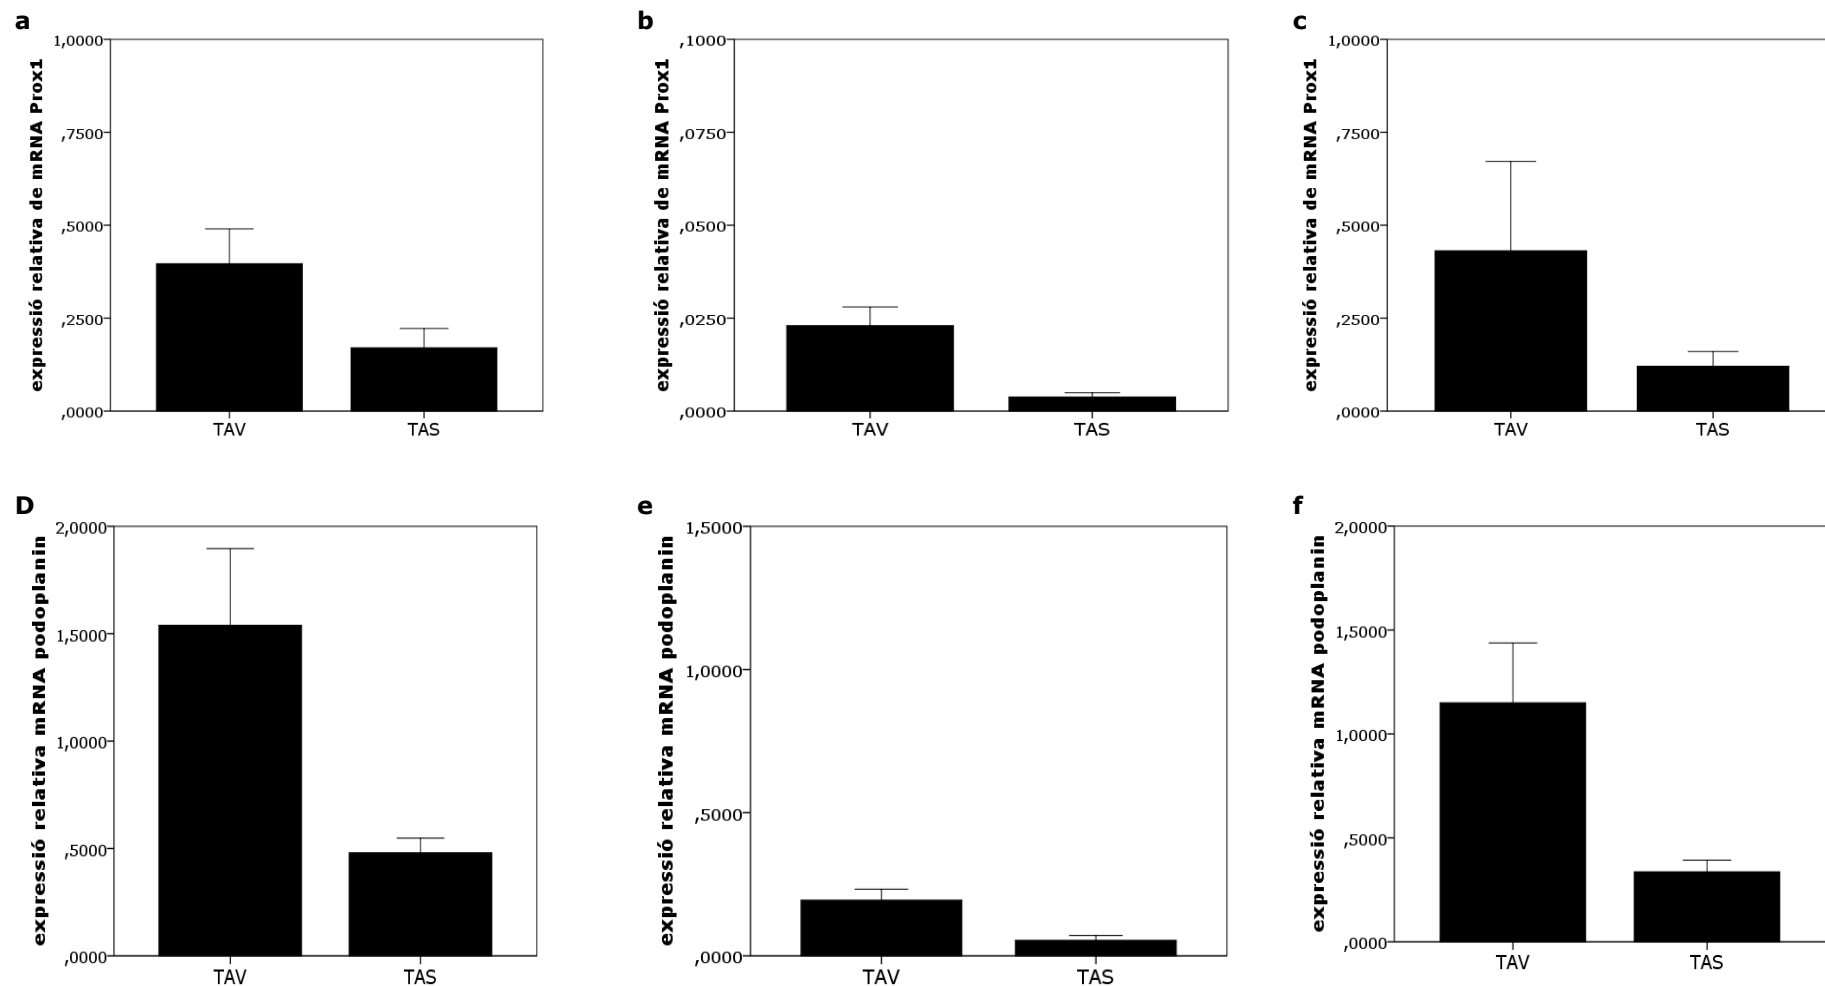 a
expressió relativa de mRNA Prox1
1,0000
,7500
,5000
,2500
,0000
TAV
TAS
b
expressió relativa de mRNA Prox1
,1000
,0750
,0500
,0250
,0000
TAV
TAS
c
expressió relativa de mRNA Prox1
1,0000
,7500
,5000
,2500
,0000
TAV
TAS
D
expressió relativa mRNA podoplanin
2,0000
1,5000
1,0000
,5000
,0000
TAV
TAS
e
expressió relativa mRNA podoplanin
1,5000
1,0000
,5000
,0000
TAV
TAS
f
expressió relativa mRNA podoplanin
2,0000
1,5000
1,0000
,5000
,0000
TAV
TAS